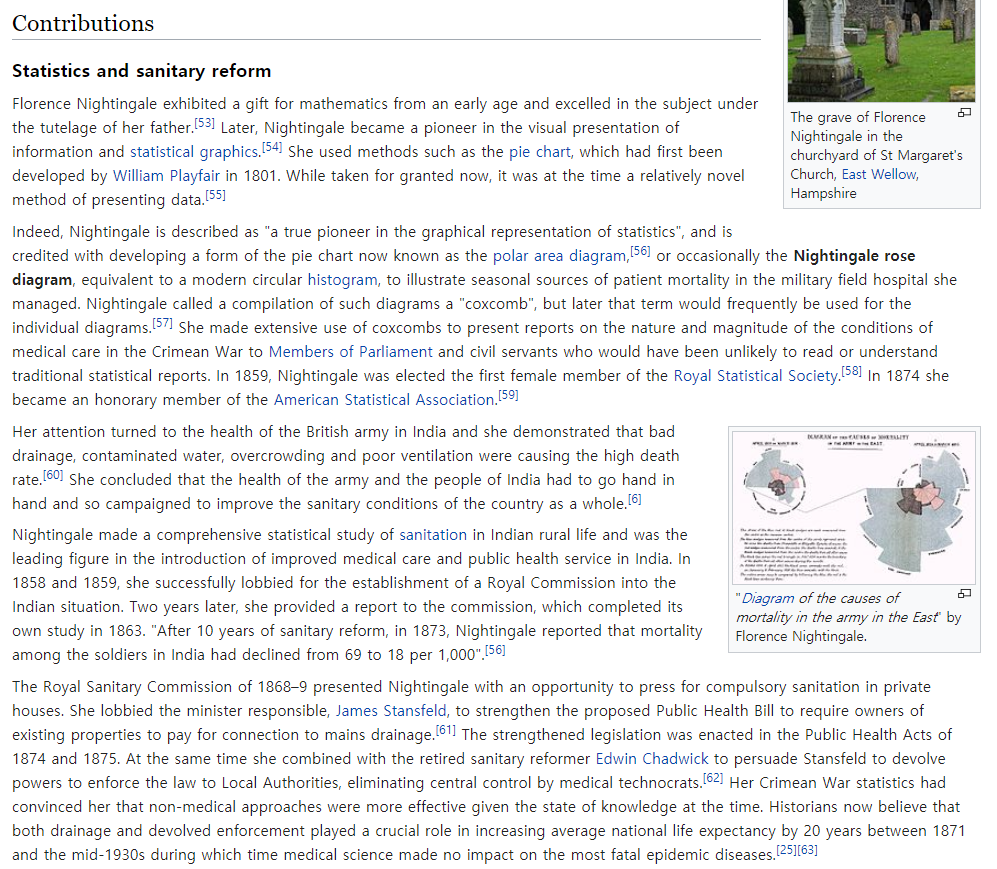 Contributions
Statistics and sanitary reform
Florence Nightingale exhibited a gift for mathematics from an early age and excelled in the subject under
the tutelage of her father.[53] Later, Nightingale became a pioneer in the visual presentation of
information and statistical graphics.[54] She used methods such as the pie chart, which had first been
developed by William Playfair in 1801. While taken for granted now, it was at the time a relatively novel
method of presenting data.[55]
The grave of Florence
Nightingale in the
churchyard of St Margaret's
Church, East Wellow,
Hampshire
Indeed, Nightingale is described as "a true pioneer in the graphical representation of statistics", and is
credited with developing a form of the pie chart now known as the polar area diagram,[56] or occasionally the Nightingale rose
diagram, equivalent to a modern circular histogram, to illustrate seasonal sources of patient mortality in the military field hospital she
managed. Nightingale called a compilation of such diagrams a "coxcomb", but later that term would frequently be used for the
individual diagrams.[57] She made extensive use of coxcombs to present reports on the nature and magnitude of the conditions of
medical care in the Crimean War to Members of Parliament and civil servants who would have been unlikely to read or understand
traditional statistical reports. In 1859, Nightingale was elected the first female member of the Royal Statistical Society.[58] In 1874 she
became an honorary member of the American Statistical Association.[59]
Her attention turned to the health of the British army in India and she demonstrated that bad
drainage, contaminated water, overcrowding and poor ventilation were causing the high death
rate.[60] She concluded that the health of the army and the people of India had to go hand in
hand and so campaigned to improve the sanitary conditions of the country as a whole.[6]
Nightingale made a comprehensive statistical study of sanitation in Indian rural life and was the
leading figure in the introduction of improved medical care and public health service in India. In
1858 and 1859, she successfully lobbied for the establishment of a Royal Commission into the
Indian situation. Two years later, she provided a report to the commission, which completed its
own study in 1863. "After 10 years of sanitary reform, in 1873, Nightingale reported that mortality
among the soldiers in India had declined from 69 to 18 per 1,000".[56]
DIAGRAM OF THE CAUSES OF MORTALITY
IN THE ARMY IN THE EAST
"Diagram of the causes of
mortality in the army in the East" by
Florence Nightingale.
The Royal Sanitary Commission of 1868–9 presented Nightingale with an opportunity to press for compulsory sanitation in private
houses. She lobbied the minister responsible, James Stansfeld, to strengthen the proposed Public Health Bill to require owners of
existing properties to pay for connection to mains drainage.[61] The strengthened legislation was enacted in the Public Health Acts of
1874 and 1875. At the same time she combined with the retired sanitary reformer Edwin Chadwick to persuade Stansfeld to devolve
powers to enforce the law to Local Authorities, eliminating central control by medical technocrats.[62] Her Crimean War statistics had
convinced her that non-medical approaches were more effective given the state of knowledge at the time. Historians now believe that
both drainage and devolved enforcement played a crucial role in increasing average national life expectancy by 20 years between 1871
and the mid-1930s during which time medical science made no impact on the most fatal epidemic diseases.[25][63]